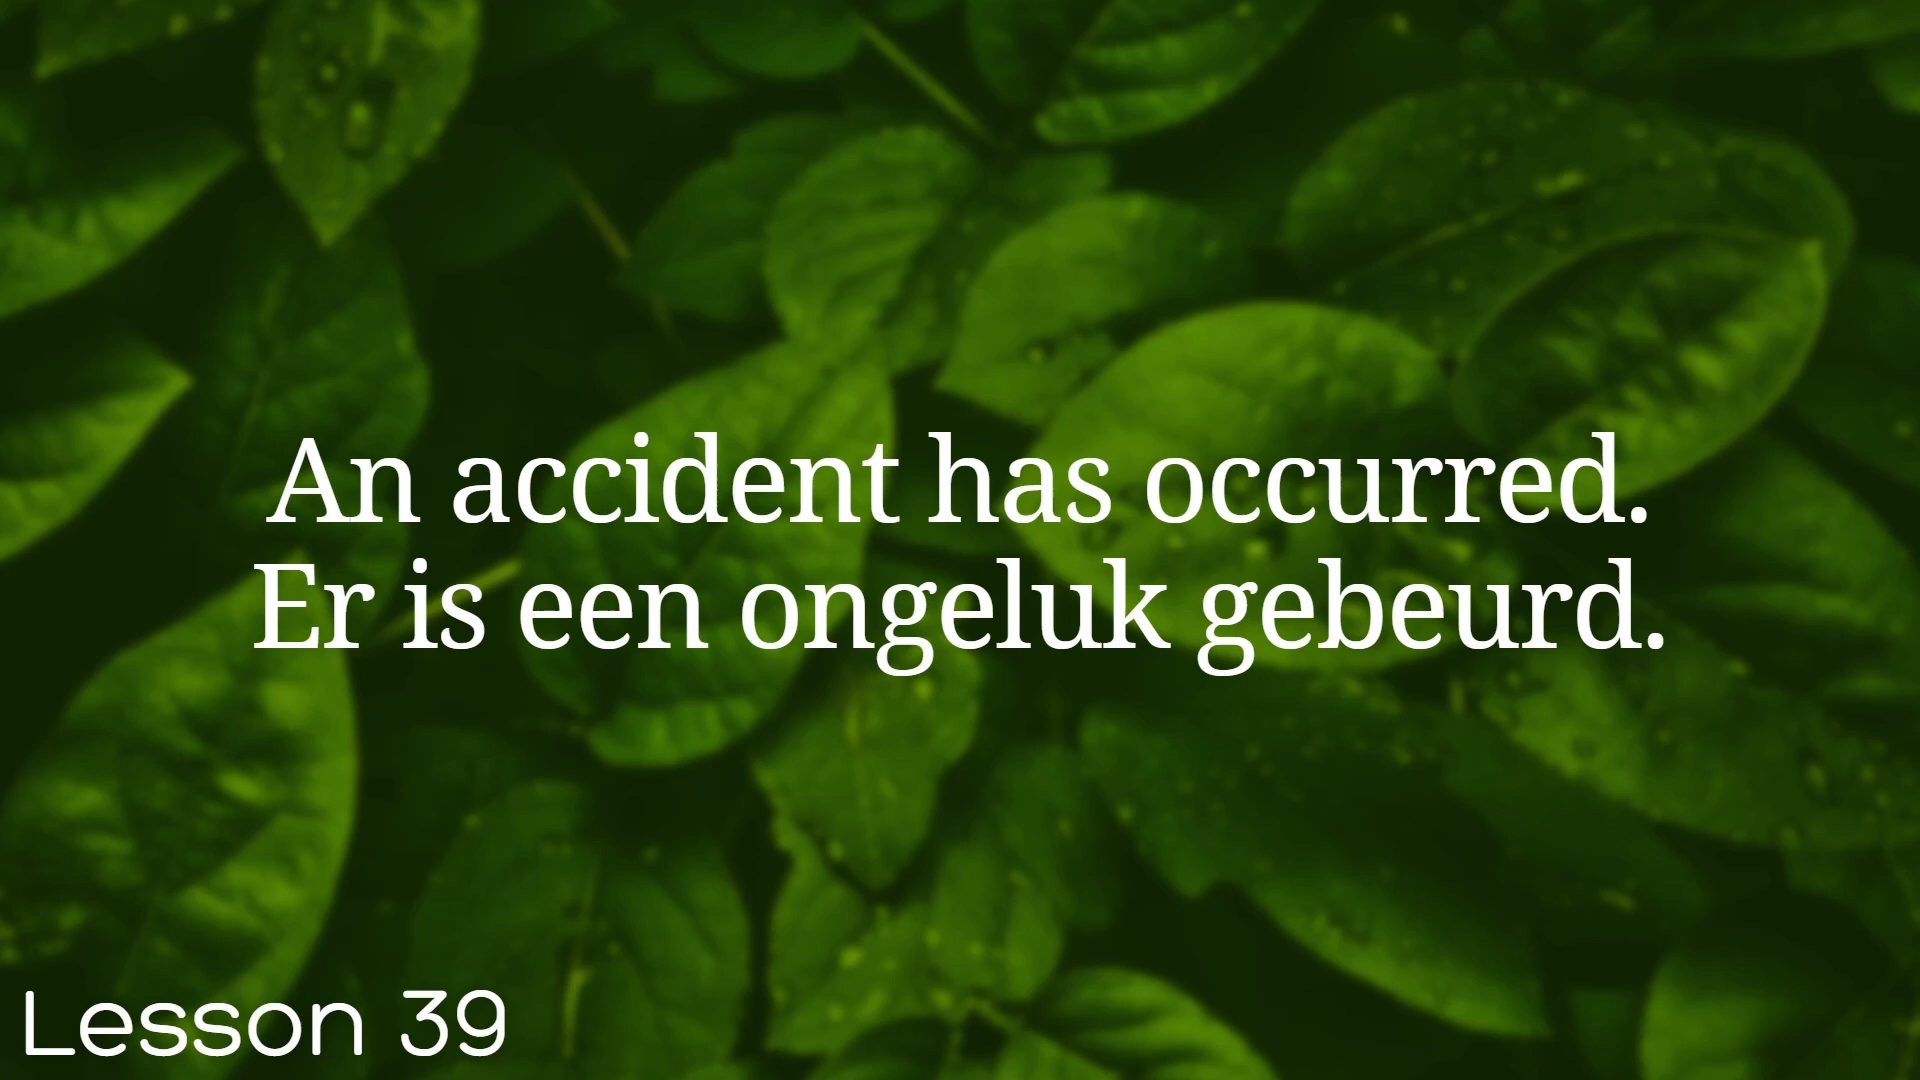 An accident has occurred.
Er is een ongeluk gebeurd.
Lesson 39